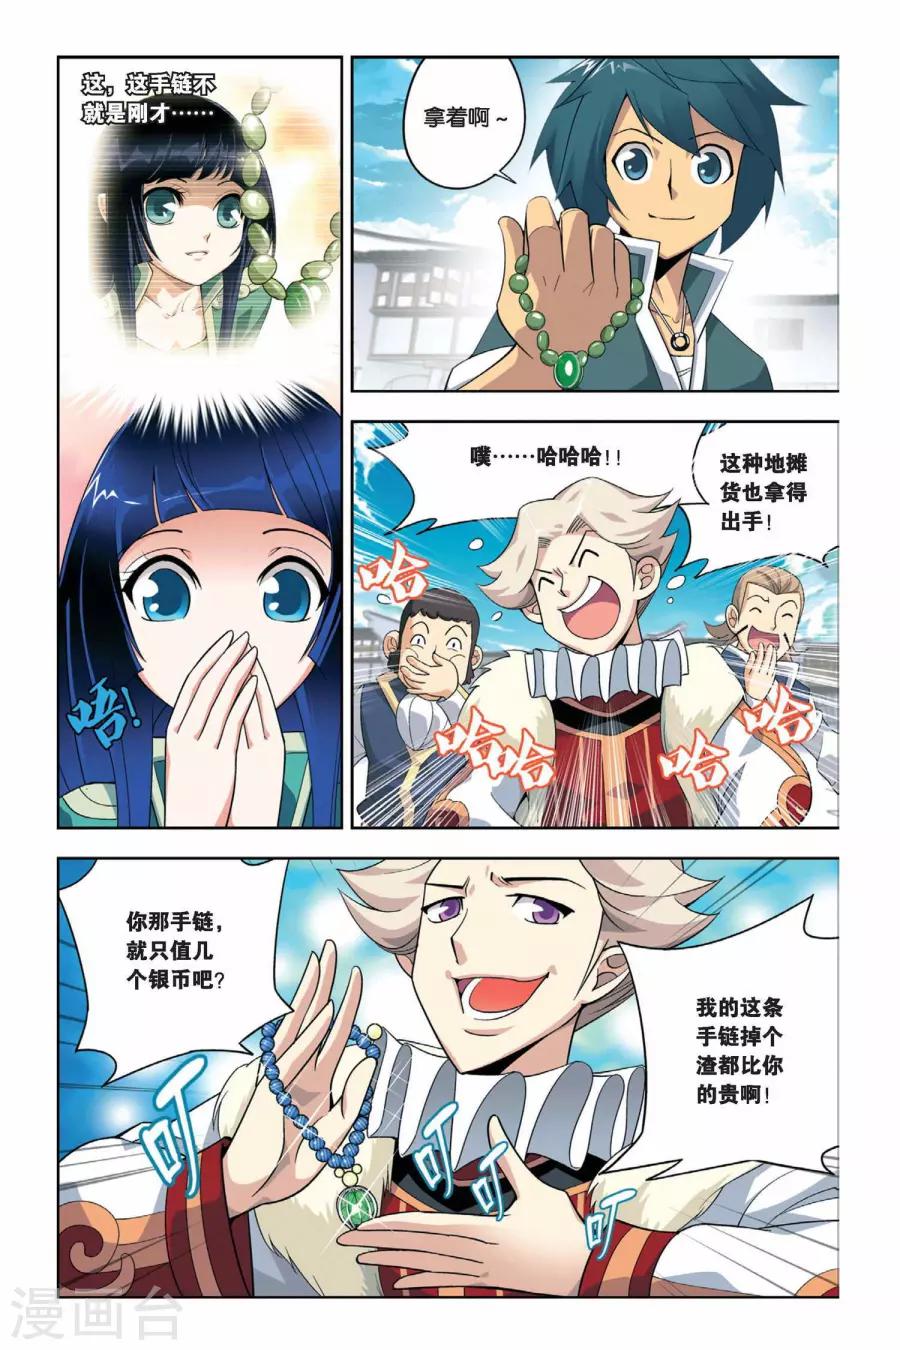 这，这手链不
就是刚才……
拿着啊～
唔！
噗……哈哈哈！！
这种地摊
货也拿得
出手！
哈
哈
哈
哈
哈
你那手链，
就只值几
个银币吧？
我的这条
手链掉个
渣都比你
的贵啊！
叮
叮
叮
叮
漫画台